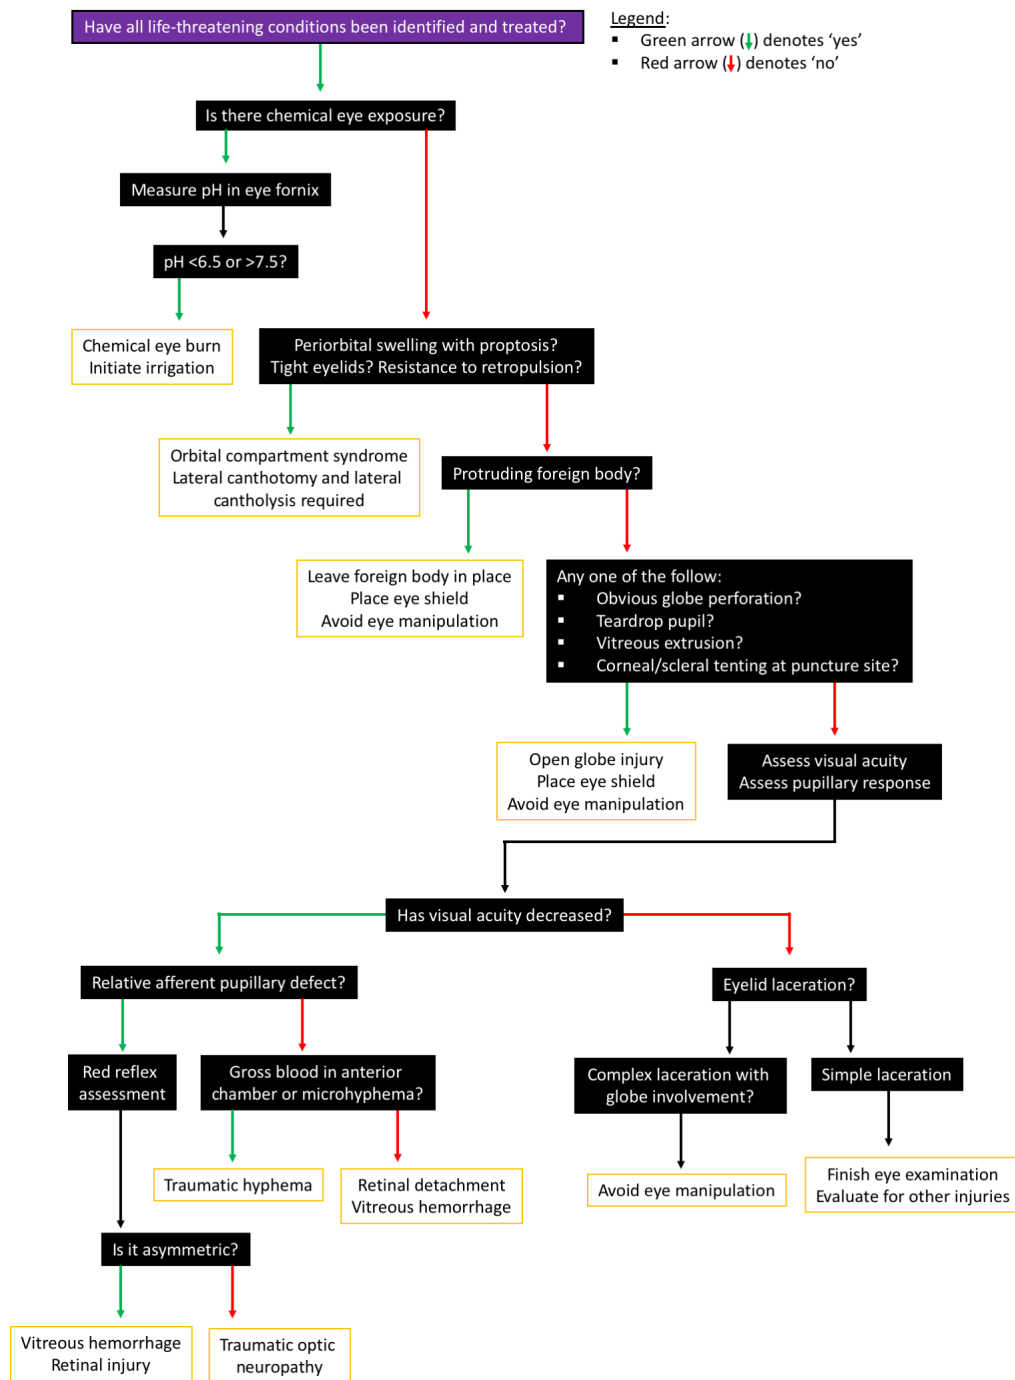 Have all life-threatening conditions been identified and treated?
Legend:
▪ Green arrow (↓) denotes ‘yes’
▪ Red arrow (↓) denotes ‘no’
Is there chemical eye exposure?
Measure pH in eye fornix
pH <6.5 or >7.5?
Chemical eye burn
Initiate irrigation
Periorbital swelling with proptosis?
Tight eyelids? Resistance to retropulsion?
Orbital compartment syndrome
Lateral canthotomy and lateral
cantholysis required
Protruding foreign body?
Leave foreign body in place
Place eye shield
Avoid eye manipulation
Any one of the follow:
▪ Obvious globe perforation?
▪ Teardrop pupil?
▪ Vitreous extrusion?
▪ Corneal/scleral tenting at puncture site?
Open globe injury
Place eye shield
Avoid eye manipulation
Assess visual acuity
Assess pupillary response
Has visual acuity decreased?
Relative afferent pupillary defect?
Eyelid laceration?
Red reflex
assessment
Gross blood in anterior
chamber or microhyphema?
Complex laceration with
globe involvement?
Simple laceration
Traumatic hyphema
Retinal detachment
Vitreous hemorrhage
Avoid eye manipulation
Finish eye examination
Evaluate for other injuries
Is it asymmetric?
Vitreous hemorrhage
Retinal injury
Traumatic optic
neuropathy